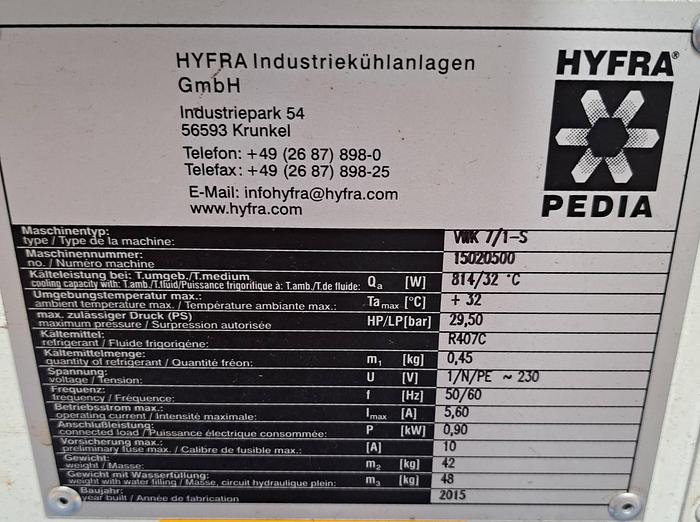 HYFRA Industriekühlanlagen
GmbH
Industriepark 54
56593 Krunkel
Telefon: +49 (26 87) 898-0
Telefax: +49 (26 87) 898-25
E-Mail: infohyfra@hyfra.com
www.hyfra.com
HYFRA®
PEDIA
Maschinentyp:
type / Type de la machine: VWK 7/1-S
Maschinennummer:
no. / Numéro machine 15020500
Kälteleistung bei: T.umgeb./T.medium
cooling capacity with: T.amb./T.fluid/Puissance frigorifique à: T.amb./T.de fluide: Qa [W] 814/32 °C
Umgebungstemperatur max.:
ambient temperature max. / Température ambiante max.: Ta max [°C] + 32
max. zulässiger Druck (PS)
maximum pressure / Surpression autorisée HP/LP[bar] 29,50
Kältemittel:
refrigerant / Fluide frigorigène: R407C
Kältemittelmenge:
quantity of refrigerant / Quantité fréon: m₁ [kg] 0,45
Spannung:
voltage / Tension: U [V] 1/N/PE ~ 230
Frequenz:
frequency / Fréquence: f [Hz] 50/60
Betriebsstrom max.:
operating current / Intensité maximale: Imax [A] 5,60
Anschlußleistung:
connected load / Puissance électrique consommée: P [kW] 0,90
Vorsicherung max.:
preliminary fuse max. / Calibre de fusible max.: [A] 10
Gewicht:
weight / Masse: m₂ [kg] 42
Gewicht mit Wasserfüllung:
weight with water filling / Masse, circuit hydraulique plein: m₃ [kg] 48
Baujahr:
year built / Année de fabrication 2015